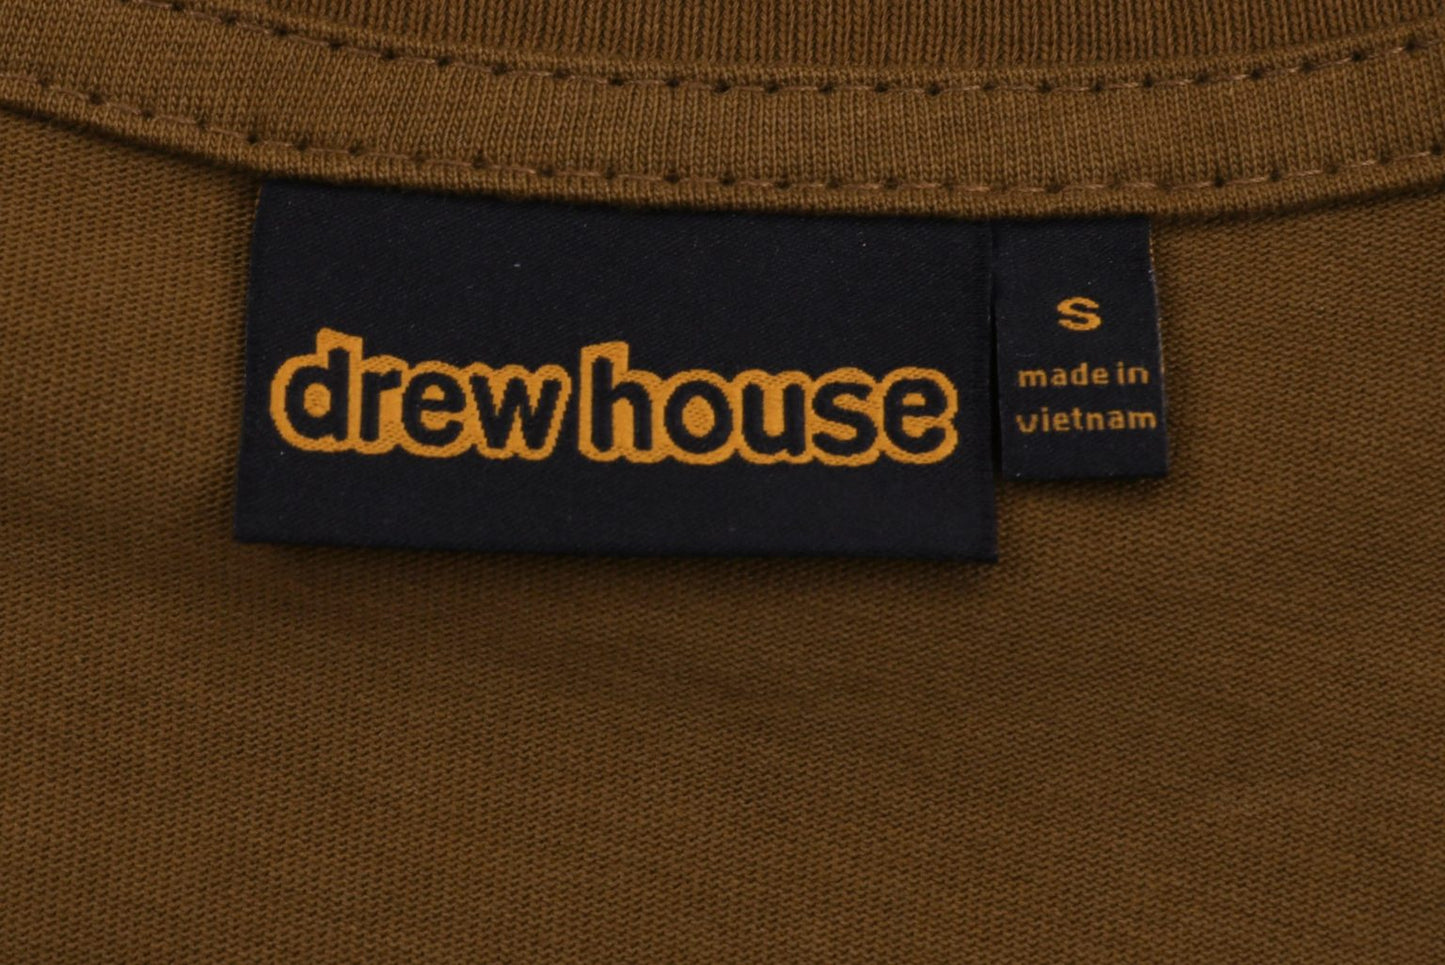 drew house
S
made in
vietnam